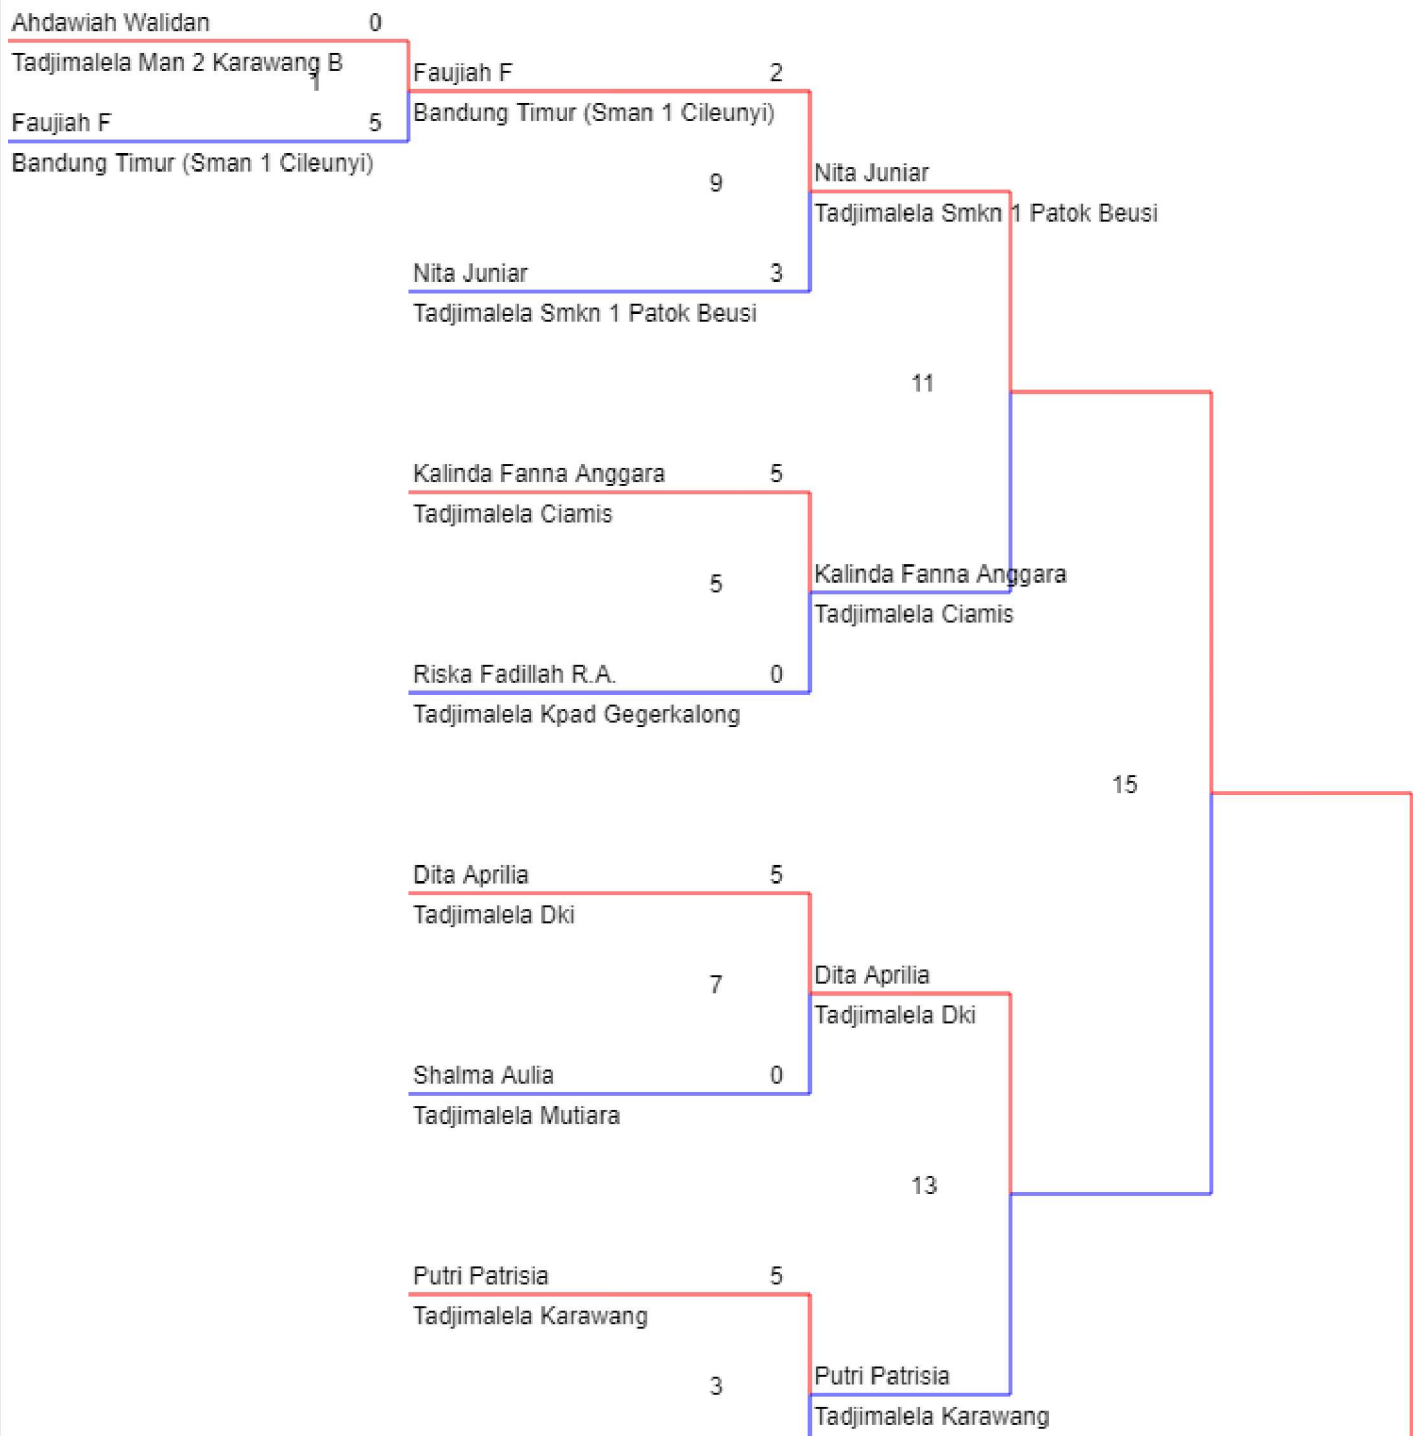 Ahdawiah Walidan 0
Tadjimalela Man 2 Karawang B
1
Faujiah F 5
Bandung Timur (Sman 1 Cileunyi)
Faujiah F 2
Bandung Timur (Sman 1 Cileunyi)
9
Nita Juniar
Tadjimalela Smkn 1 Patok Beusi
Nita Juniar 3
Tadjimalela Smkn 1 Patok Beusi
11
Kalinda Fanna Anggara 5
Tadjimalela Ciamis
5
Kalinda Fanna Anggara
Tadjimalela Ciamis
Riska Fadillah R.A. 0
Tadjimalela Kpad Gegerkalong
15
Dita Aprilia 5
Tadjimalela Dki
7
Dita Aprilia
Tadjimalela Dki
Shalma Aulia 0
Tadjimalela Mutiara
13
Putri Patrisia 5
Tadjimalela Karawang
3
Putri Patrisia
Tadjimalela Karawang